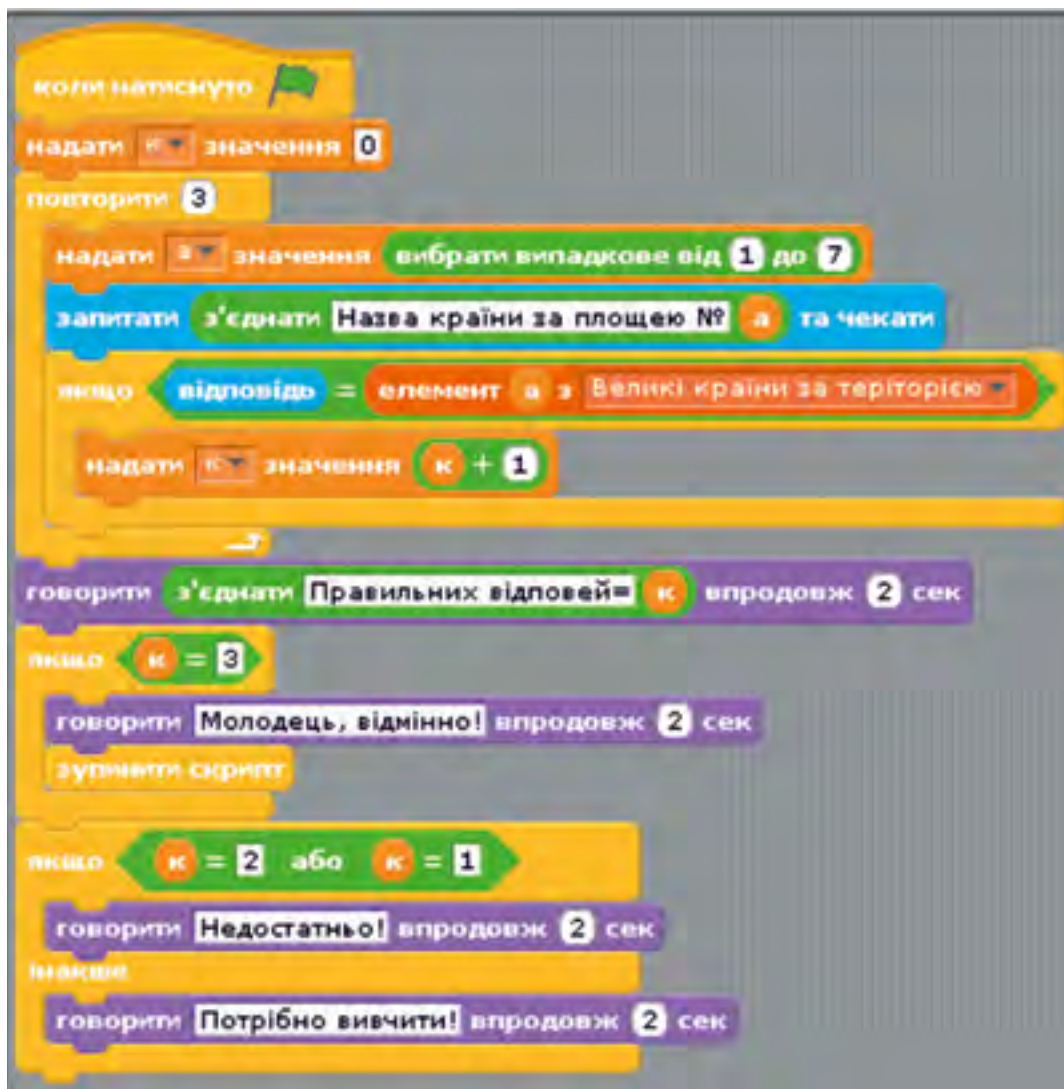 коли натиснуто
надати к значення 0
повторити 3
надати а значення вибрати випадкове від 1 до 7
запитати з'єднати Назва країни за площею № а та чекати
якщо відповідь = елемент а з Великі країни за теріторією
надати к значення к + 1
говорити з'єднати Правильних відповей= к впродовж 2 сек
якщо к = 3
говорити Молодець, відмінно! впродовж 2 сек
зупинити скрипт
якщо к = 2 або к = 1
говорити Недостатньо! впродовж 2 сек
інакше
говорити Потрібно вивчити! впродовж 2 сек